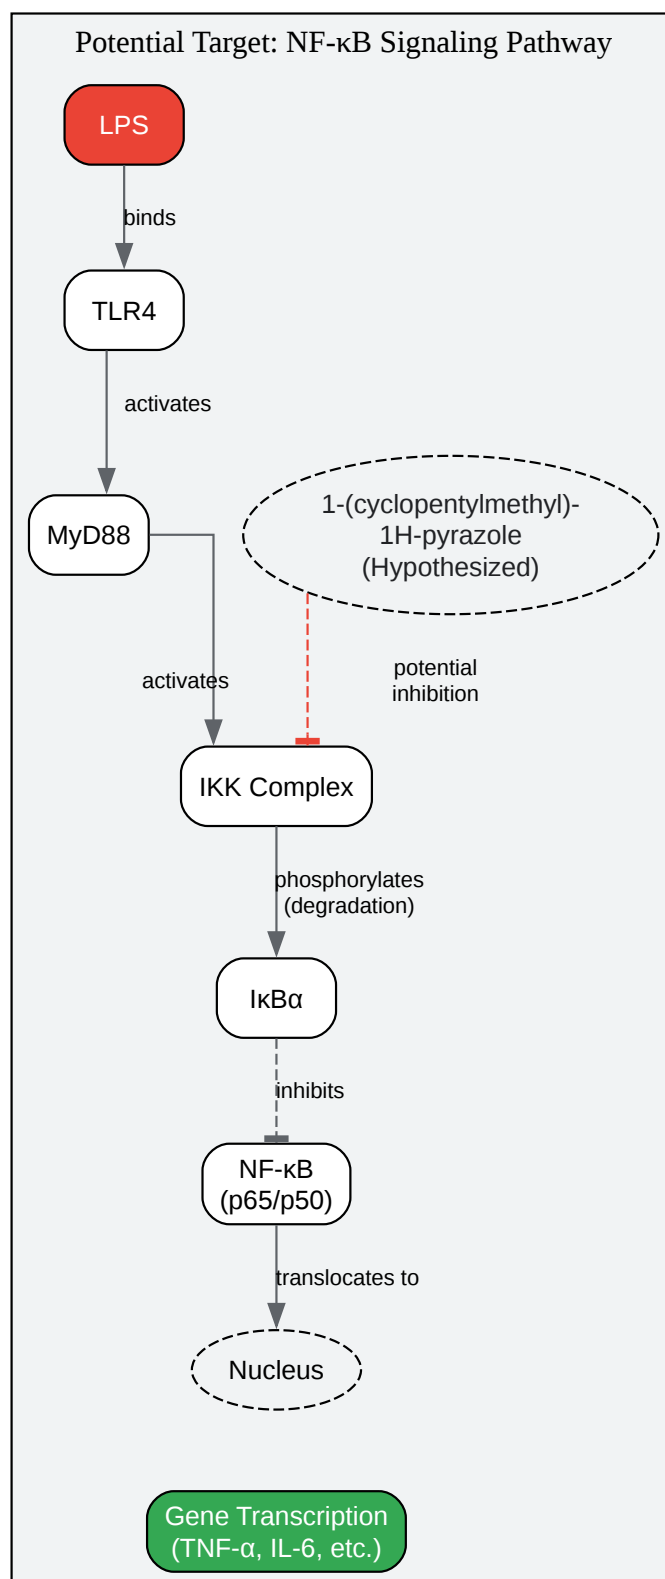 Potential Target: NF-κB Signaling Pathway
LPS
binds
TLR4
activates
MyD88
1-(cyclopentylmethyl)-
1H-pyrazole
(Hypothesized)
activates
potential
inhibition
IKK Complex
phosphorylates
(degradation)
IκBα
inhibits
NF-κB
(p65/p50)
translocates to
Nucleus
Gene Transcription
(TNF-α, IL-6, etc.)